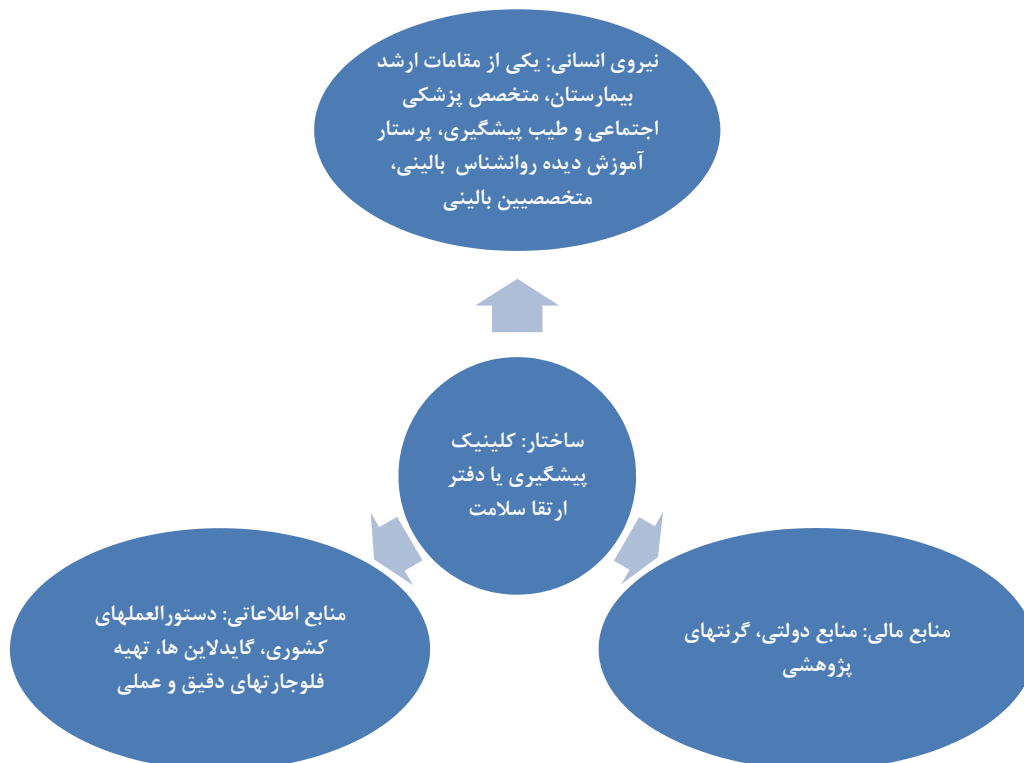 نیروی انسانی: یکی از مقامات ارشد
بیمارستان، متخصص پزشکی
اجتماعی و طیب پیشگیری، پرستار
آموزش دیده روانشناس بالینی،
متخصصیین بالینی
ساختار: کلینیک
پیشگیری یا دفتر
ارتقا سلامت
منابع مالی: منابع دولتی، گرنتهای
پژوهشی
منابع اطلاعاتی: دستورالعملهای
کشوری، گایدلاین ها، تهیه
فلوجارتهای دقیق و عملی